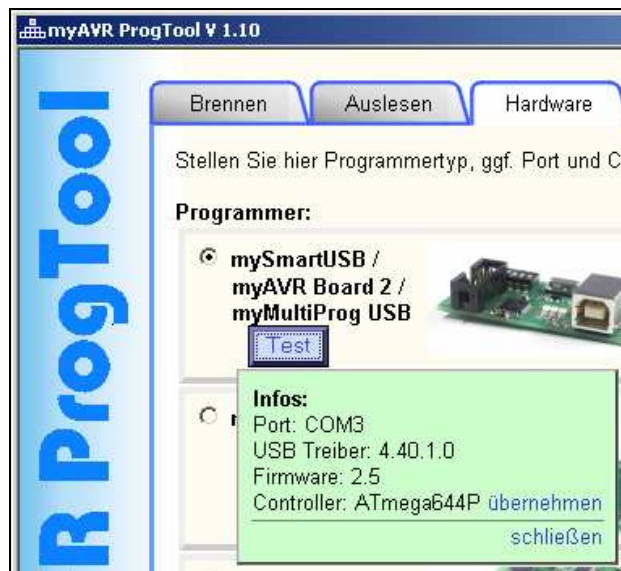 myAVR ProgTool V 1.10
R ProgTool
Brennen
Auslesen
Hardware
Stellen Sie hier Programmertyp, ggf. Port und C
Programmer:
mySmartUSB /
myAVR Board 2 /
myMultiProg USB
Test
Infos:
Port: COM3
USB Treiber: 4.40.1.0
Firmware: 2.5
Controller: ATmega644P übernehmen
schließen